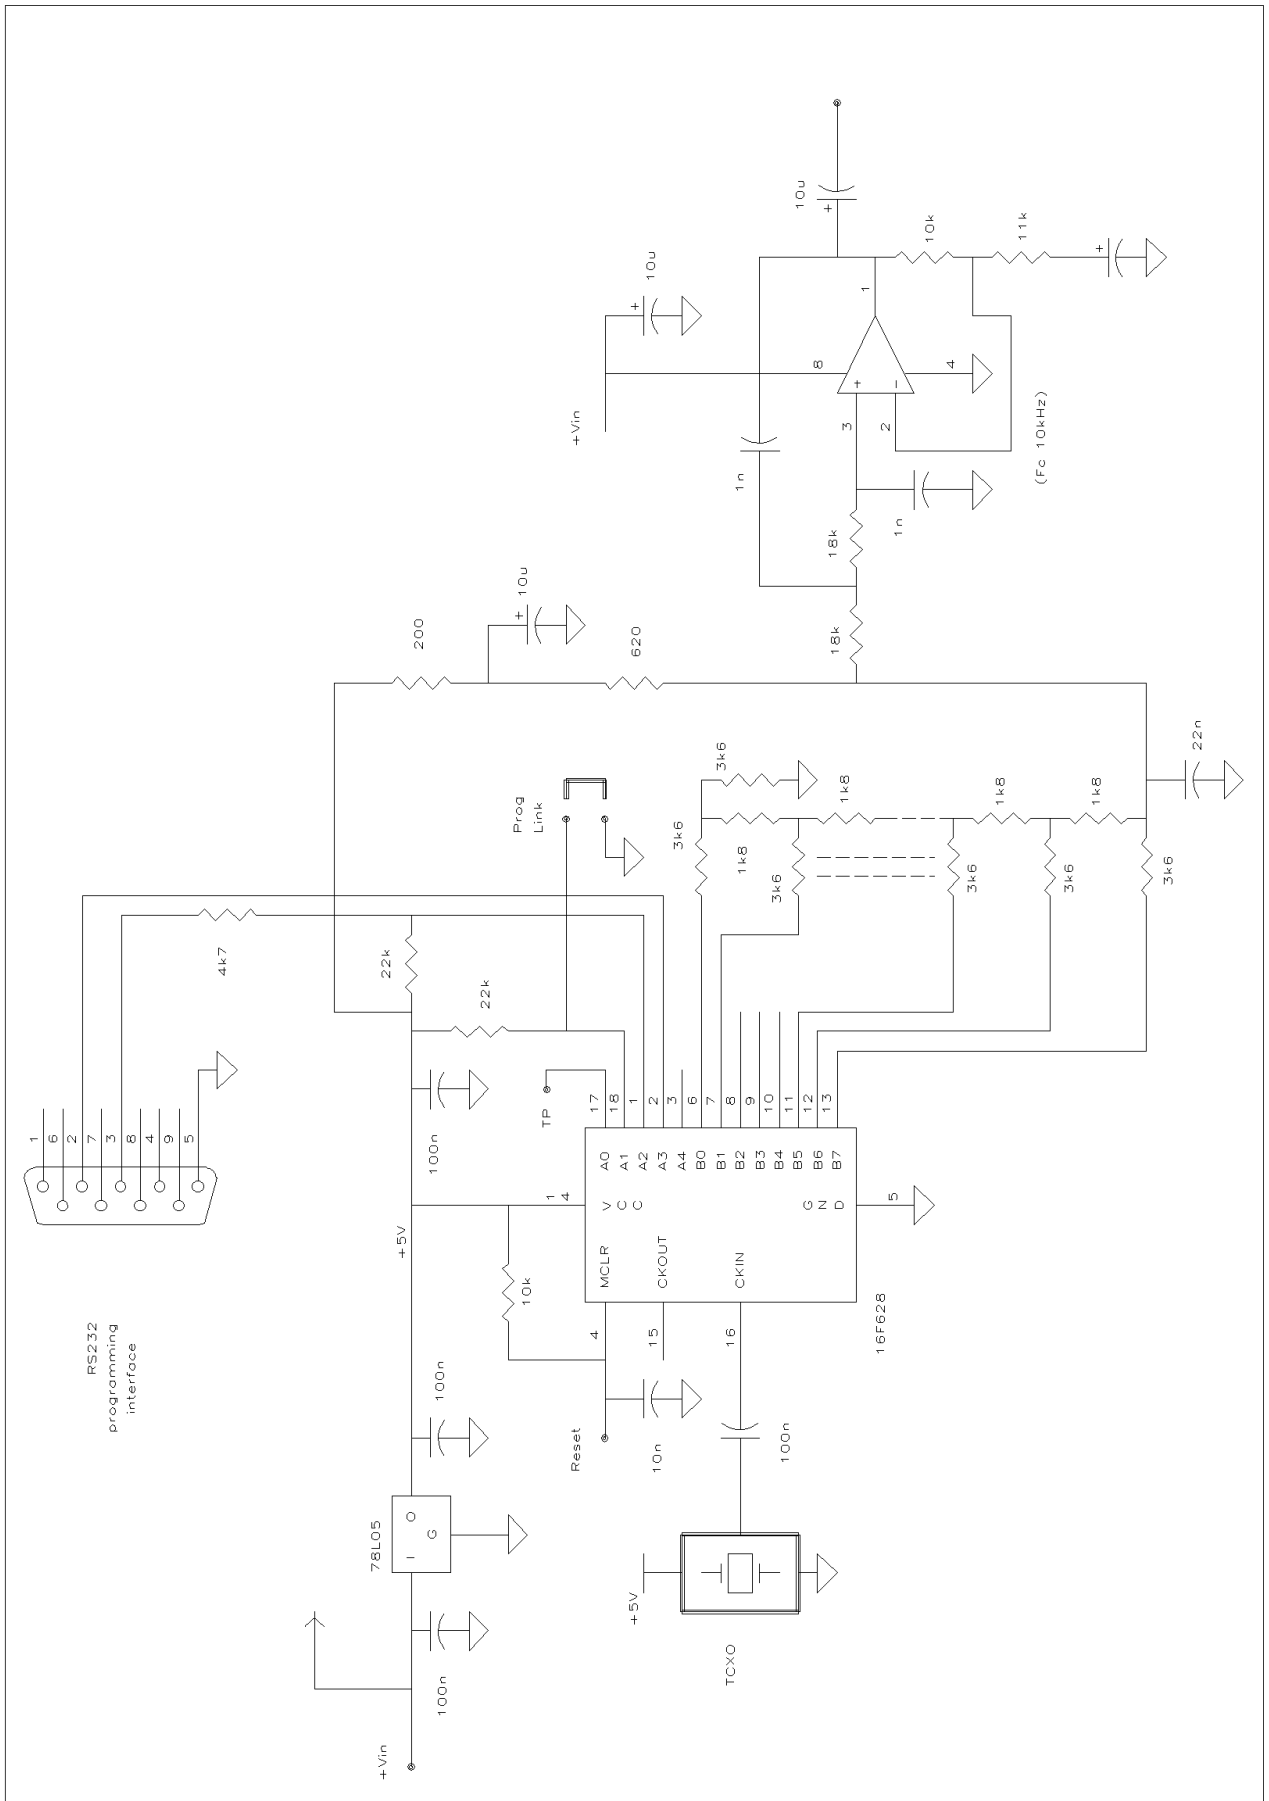 RS232
programming
interface
1
6
2
7
3
8
4
9
5
4k7
22k
22k
200
10u
620
+Vin
100n
78L05
I
O
G
100n
+5V
100n
10k
Reset
10n
TP
Prog
Link
TCXO
+5V
100n
4
15
16
MCLR
CKOUT
CKIN
1
4
V
C
C
G
N
D
5
16F628
A0
A1
A2
A3
A4
B0
B1
B2
B3
B4
B5
B6
B7
17
18
1
2
3
6
7
8
9
10
11
12
13
3k6
3k6
1k8
3k6
1k8
3k6
1k8
3k6
1k8
3k6
22n
18k
18k
1n
1n
+Vin
+
10u
+
3
2
8
4
1
+
–
(Fc 10kHz)
10u
+
10k
11k
+